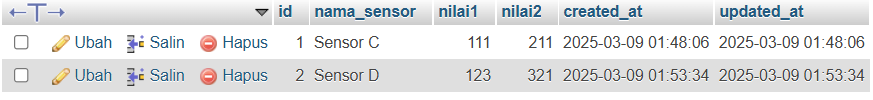 ←T→ id nama_sensor nilai1 nilai2 created_at updated_at
Ubah Salin Hapus 1 Sensor C 111 211 2025-03-09 01:48:06 2025-03-09 01:48:06
Ubah Salin Hapus 2 Sensor D 123 321 2025-03-09 01:53:34 2025-03-09 01:53:34